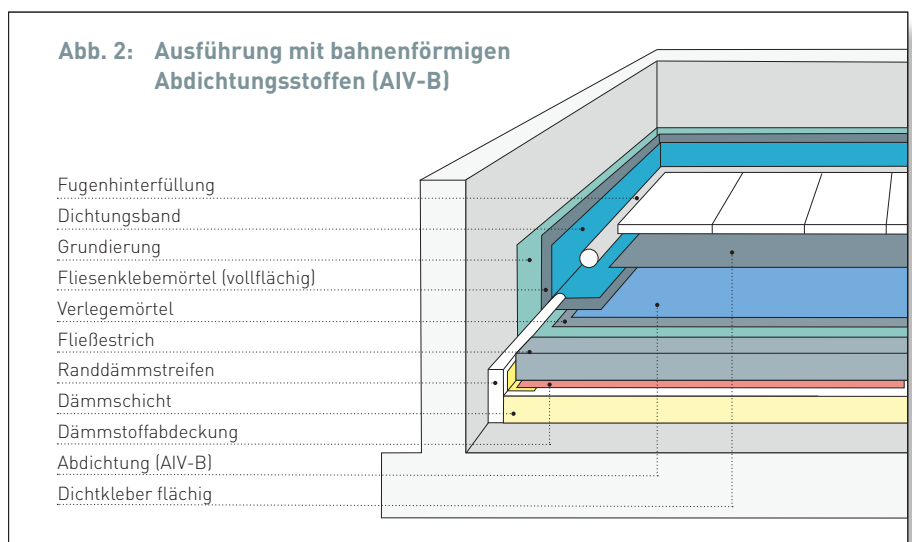 Abb. 2: Ausführung mit bahnenförmigen
Abdichtungsstoffen (AIV-B)
Fugenhinterfüllung
Dichtungsband
Grundierung
Fliesenklebemörtel (vollflächig)
Verlegemörtel
Fließestrich
Randdämmstreifen
Dämmschicht
Dämmstoffabdeckung
Abdichtung (AIV-B)
Dichtkleber flächig